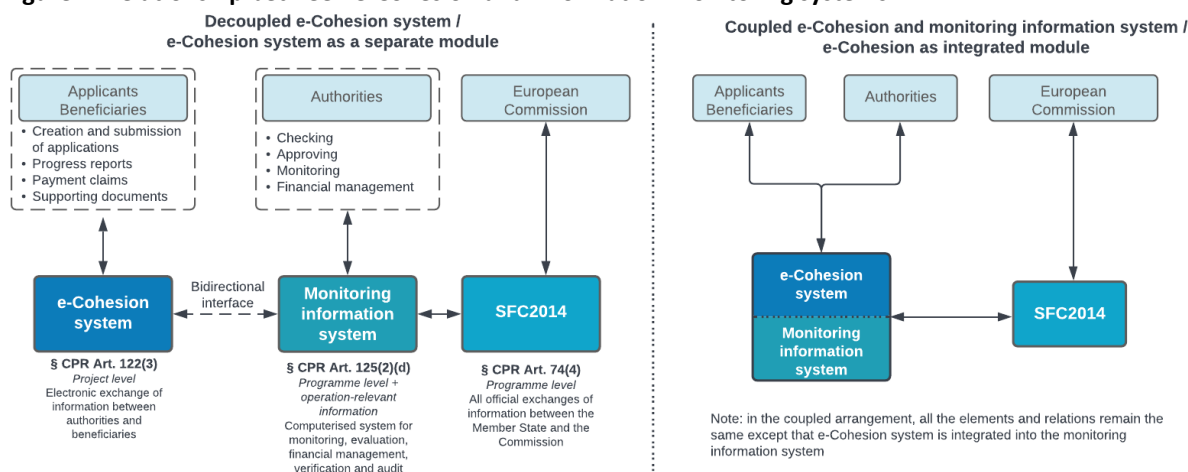 Decoupled e-Cohesion system /
e-Cohesion system as a separate module
Applicants
Beneficiaries
• Creation and submission
of applications
• Progress reports
• Payment claims
• Supporting documents
Authorities
• Checking
• Approving
• Monitoring
• Financial management
European
Commission
e-Cohesion
system
Bidirectional
interface
Monitoring
information
system
SFC2014
§ CPR Art. 122(3)
Project level
Electronic exchange of
information between
authorities and
beneficiaries
§ CPR Art. 125(2)(d)
Programme level +
operation-relevant
information
Computerised system for
monitoring, evaluation,
financial management,
verification and audit
§ CPR Art. 74(4)
Programme level
All official exchanges of
information between the
Member State and the
Commission
Coupled e-Cohesion and monitoring information system /
e-Cohesion as integrated module
Applicants
Beneficiaries
Authorities
European
Commission
e-Cohesion
system
Monitoring
information
system
SFC2014
Note: in the coupled arrangement, all the elements and relations remain the
same except that e-Cohesion system is integrated into the monitoring
information system